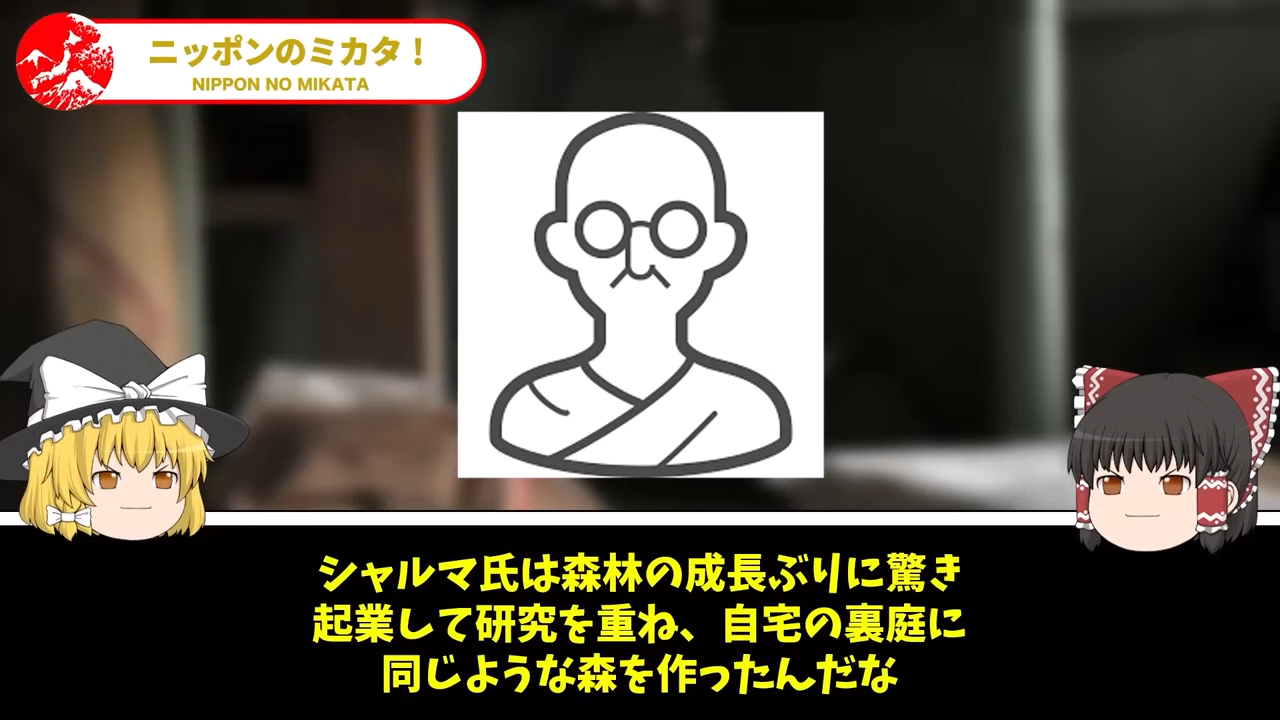 ニッポンのミカタ！
NIPPON NO MIKATA
シャルマ氏は森林の成長ぶりに驚き
起業して研究を重ね、自宅の裏庭に
同じような森を作ったんだな